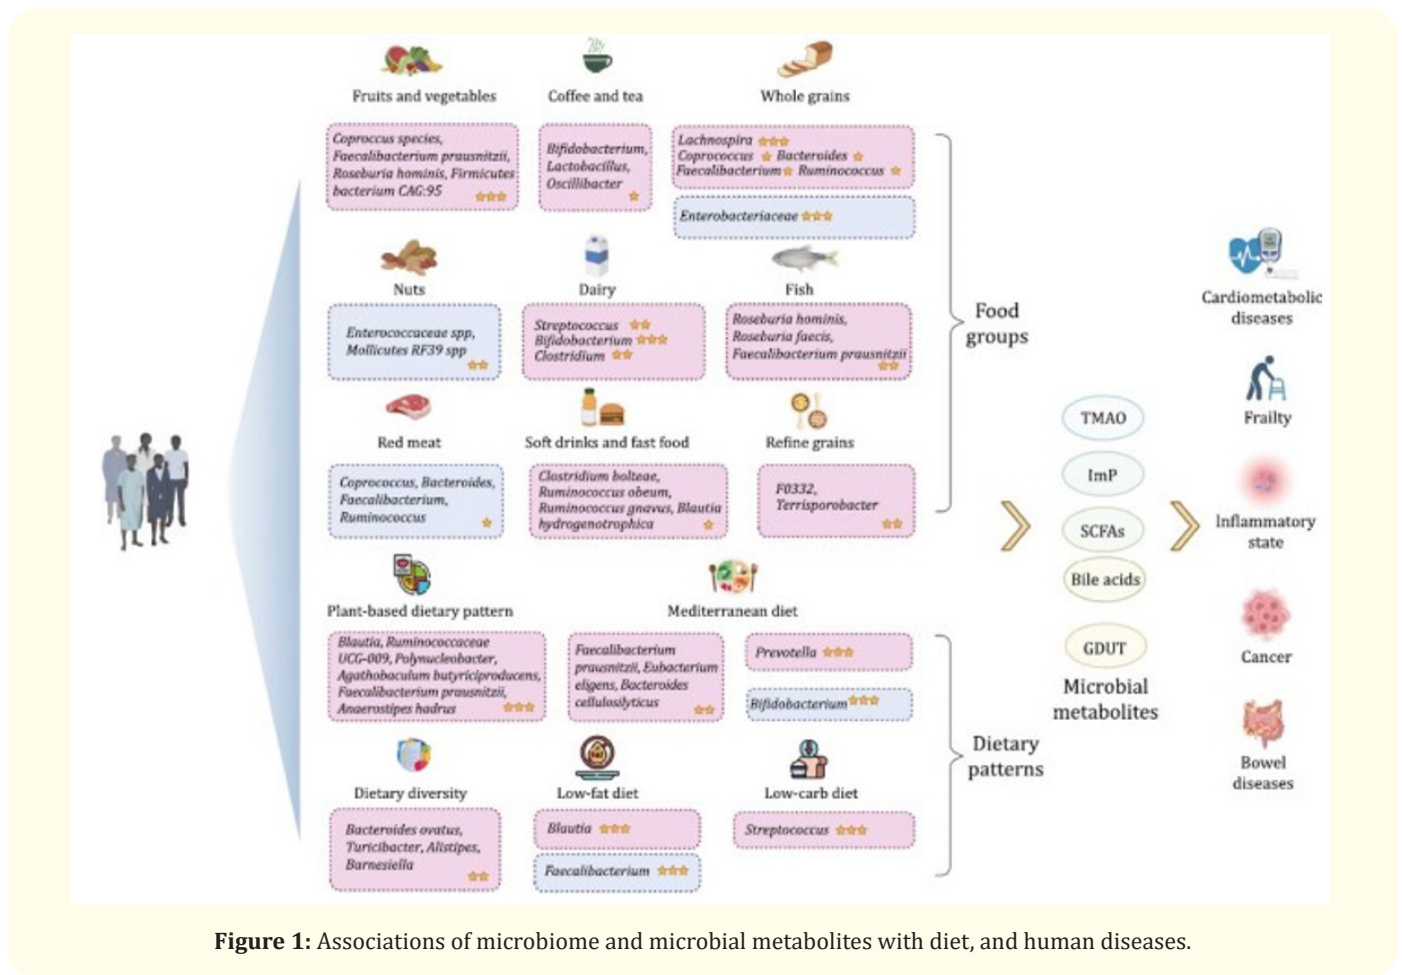 Fruits and vegetables
Coffee and tea
Whole grains
Coproccus species,
Faecalibacterium prausnitzii,
Roseburia hominis, Firmicutes
bacterium CAG:95
Bifidobacterium,
Lactobacillus,
Oscillibacter
Lachnospira
Coprococcus Bacteroides
Faecalibacterium Ruminococcus
Enterobacteriaceae
Nuts
Dairy
Fish
Enterococcaceae spp,
Mollicutes RF39 spp
Streptococcus
Bifidobacterium
Clostridium
Roseburia hominis,
Roseburia faecis,
Faecalibacterium prausnitzii
Red meat
Soft drinks and fast food
Refine grains
Coprococcus, Bacteroides,
Faecalibacterium,
Ruminococcus
Clostridium bolteae,
Ruminococcus obeum,
Ruminococcus gnavus, Blautia
hydrogenotrophica
F0332,
Terrisporobacter
Food
groups
Plant-based dietary pattern
Mediterranean diet
Blautia, Ruminococcaceae
UCG-009, Polynucleobacter,
Agathobaculum butyriciproducens,
Faecalibacterium prausnitzii,
Anaerostipes hadrus
Faecalibacterium
prausnitzii, Eubacterium
eligens, Bacteroides
cellulosilyticus
Prevotella
Bifidobacterium
Dietary diversity
Low-fat diet
Low-carb diet
Bacteroides ovatus,
Turicibacter, Alistipes,
Barnesiella
Blautia
Faecalibacterium
Streptococcus
Dietary
patterns
TMAO
ImP
SCFAs
Bile acids
GDUT
Microbial
metabolites
Cardiometabolic
diseases
Frailty
Inflammatory
state
Cancer
Bowel
diseases
Figure 1: Associations of microbiome and microbial metabolites with diet, and human diseases.